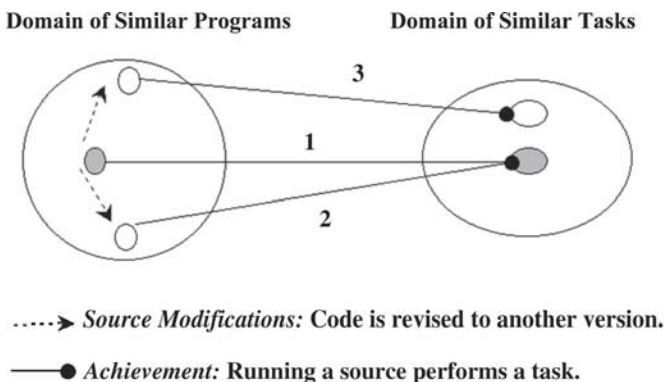 Domain of Similar Programs
Domain of Similar Tasks
3
1
2
Source Modifications: Code is revised to another version.
Achievement: Running a source performs a task.